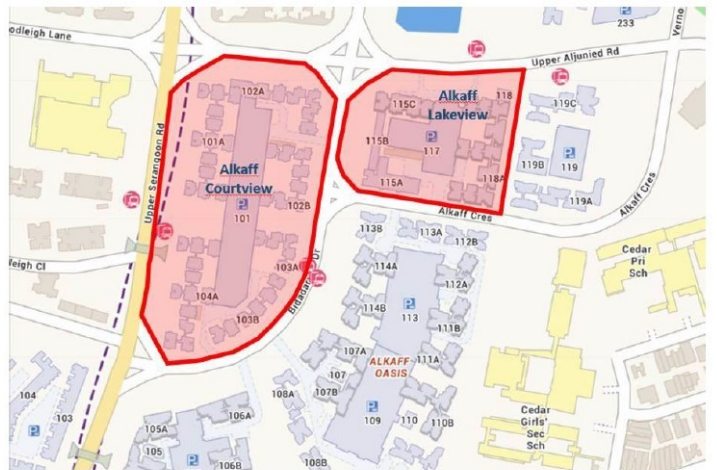 odleigh Lane
Upper Serangoon Rd
102A
101A
Alkaff
Courtview
P
101
102B
103A
104A
103B
Bidadari Dr
leigh Cl
233
Verno
Upper Aljunied Rd
Alkaff
Lakeview
118
115C
P
117
115B
115A
118A
119C
119B
P
119
119A
Alkaff Cres
Alkaff Cres
113B
113A
112B
114A
112A
114B
P
113
111B
107A
111A
107
107B
ALKAFF
OASIS
108A
P
109
110
110B
108B
Cedar
Pri
Sch
Cedar
Girls'
Sec
Sch
104
103
P
106A
105A
105
P
106B